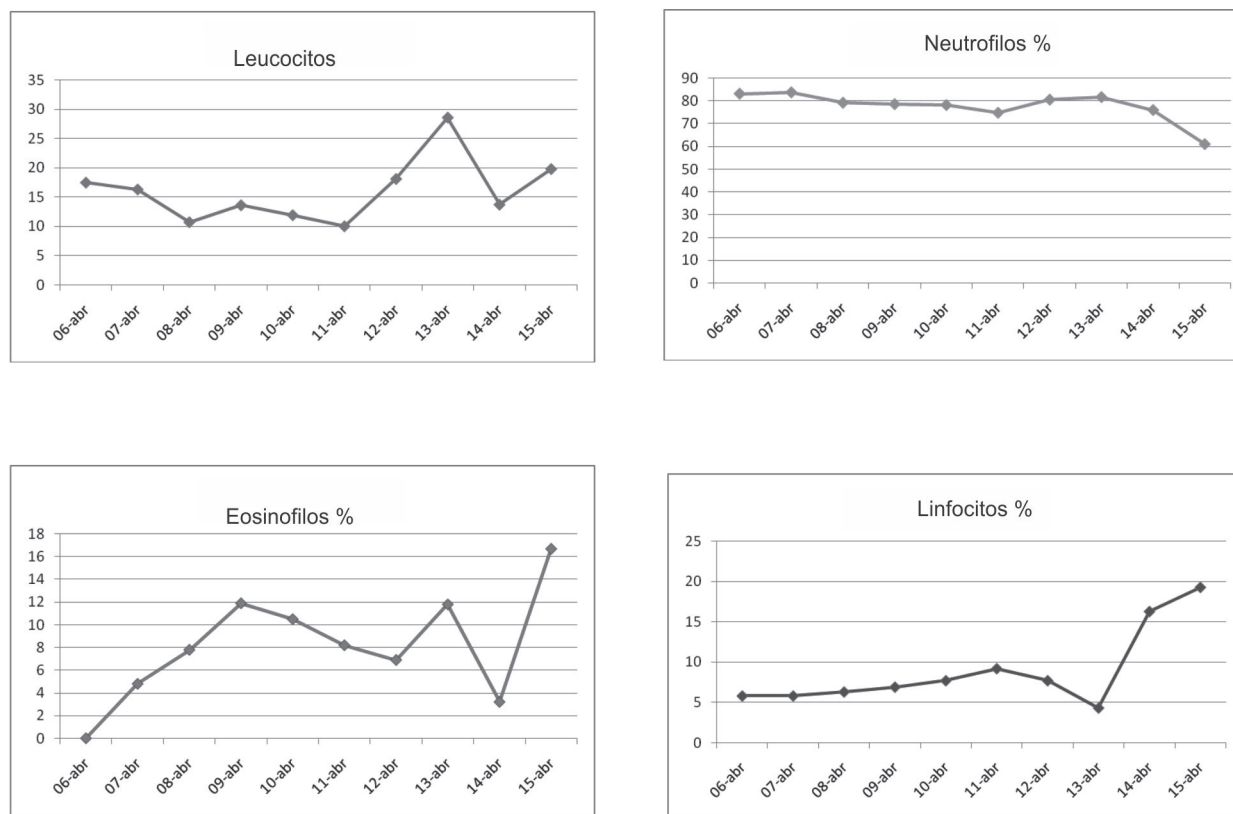 Leucocitos
35
30
25
20
15
10
5
0
06-abr
07-abr
08-abr
09-abr
10-abr
11-abr
12-abr
13-abr
14-abr
15-abr
Neutrofilos %
90
80
70
60
50
40
30
20
10
0
06-abr
07-abr
08-abr
09-abr
10-abr
11-abr
12-abr
13-abr
14-abr
15-abr
Eosinofilos %
18
16
14
12
10
8
6
4
2
0
06-abr
07-abr
08-abr
09-abr
10-abr
11-abr
12-abr
13-abr
14-abr
15-abr
Linfocitos %
25
20
15
10
5
0
06-abr
07-abr
08-abr
09-abr
10-abr
11-abr
12-abr
13-abr
14-abr
15-abr